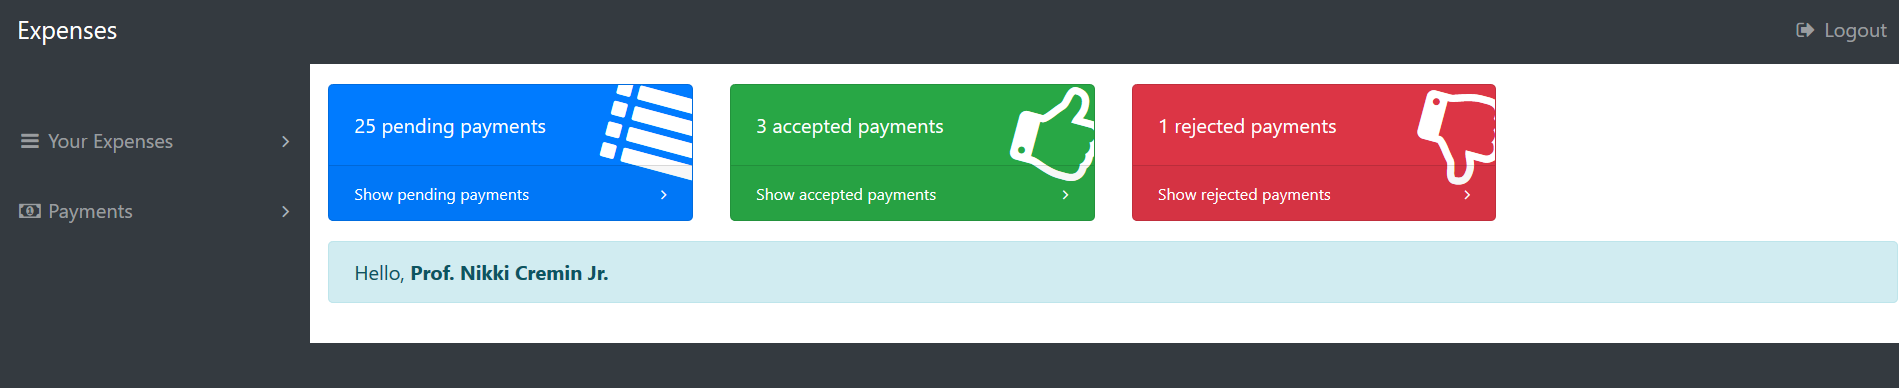 Expenses
Logout
Your Expenses
Payments
25 pending payments
Show pending payments
3 accepted payments
Show accepted payments
1 rejected payments
Show rejected payments
Hello, Prof. Nikki Cremin Jr.